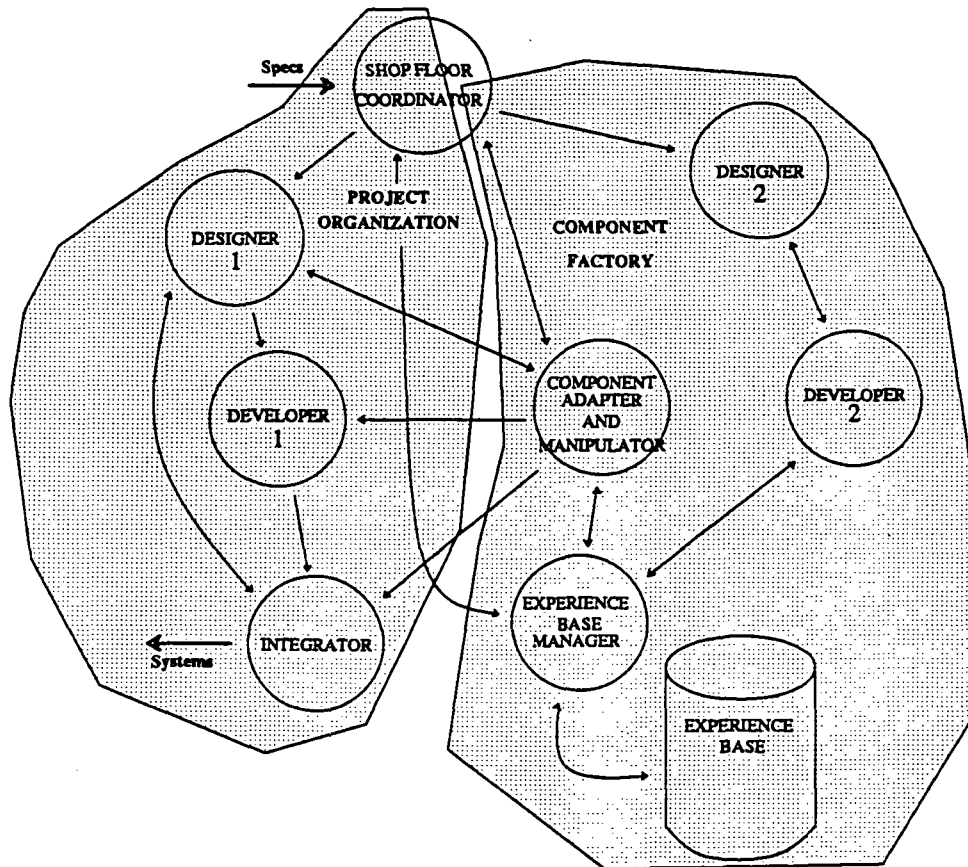 Specs
SHOP FLOOR
COORDINATOR
PROJECT
ORGANIZATION
DESIGNER
1
DEVELOPER
1
INTEGRATOR
Systems
COMPONENT
FACTORY
DESIGNER
2
DEVELOPER
2
COMPONENT
ADAPTER
AND
MANIPULATOR
EXPERIENCE
BASE
MANAGER
EXPERIENCE
BASE